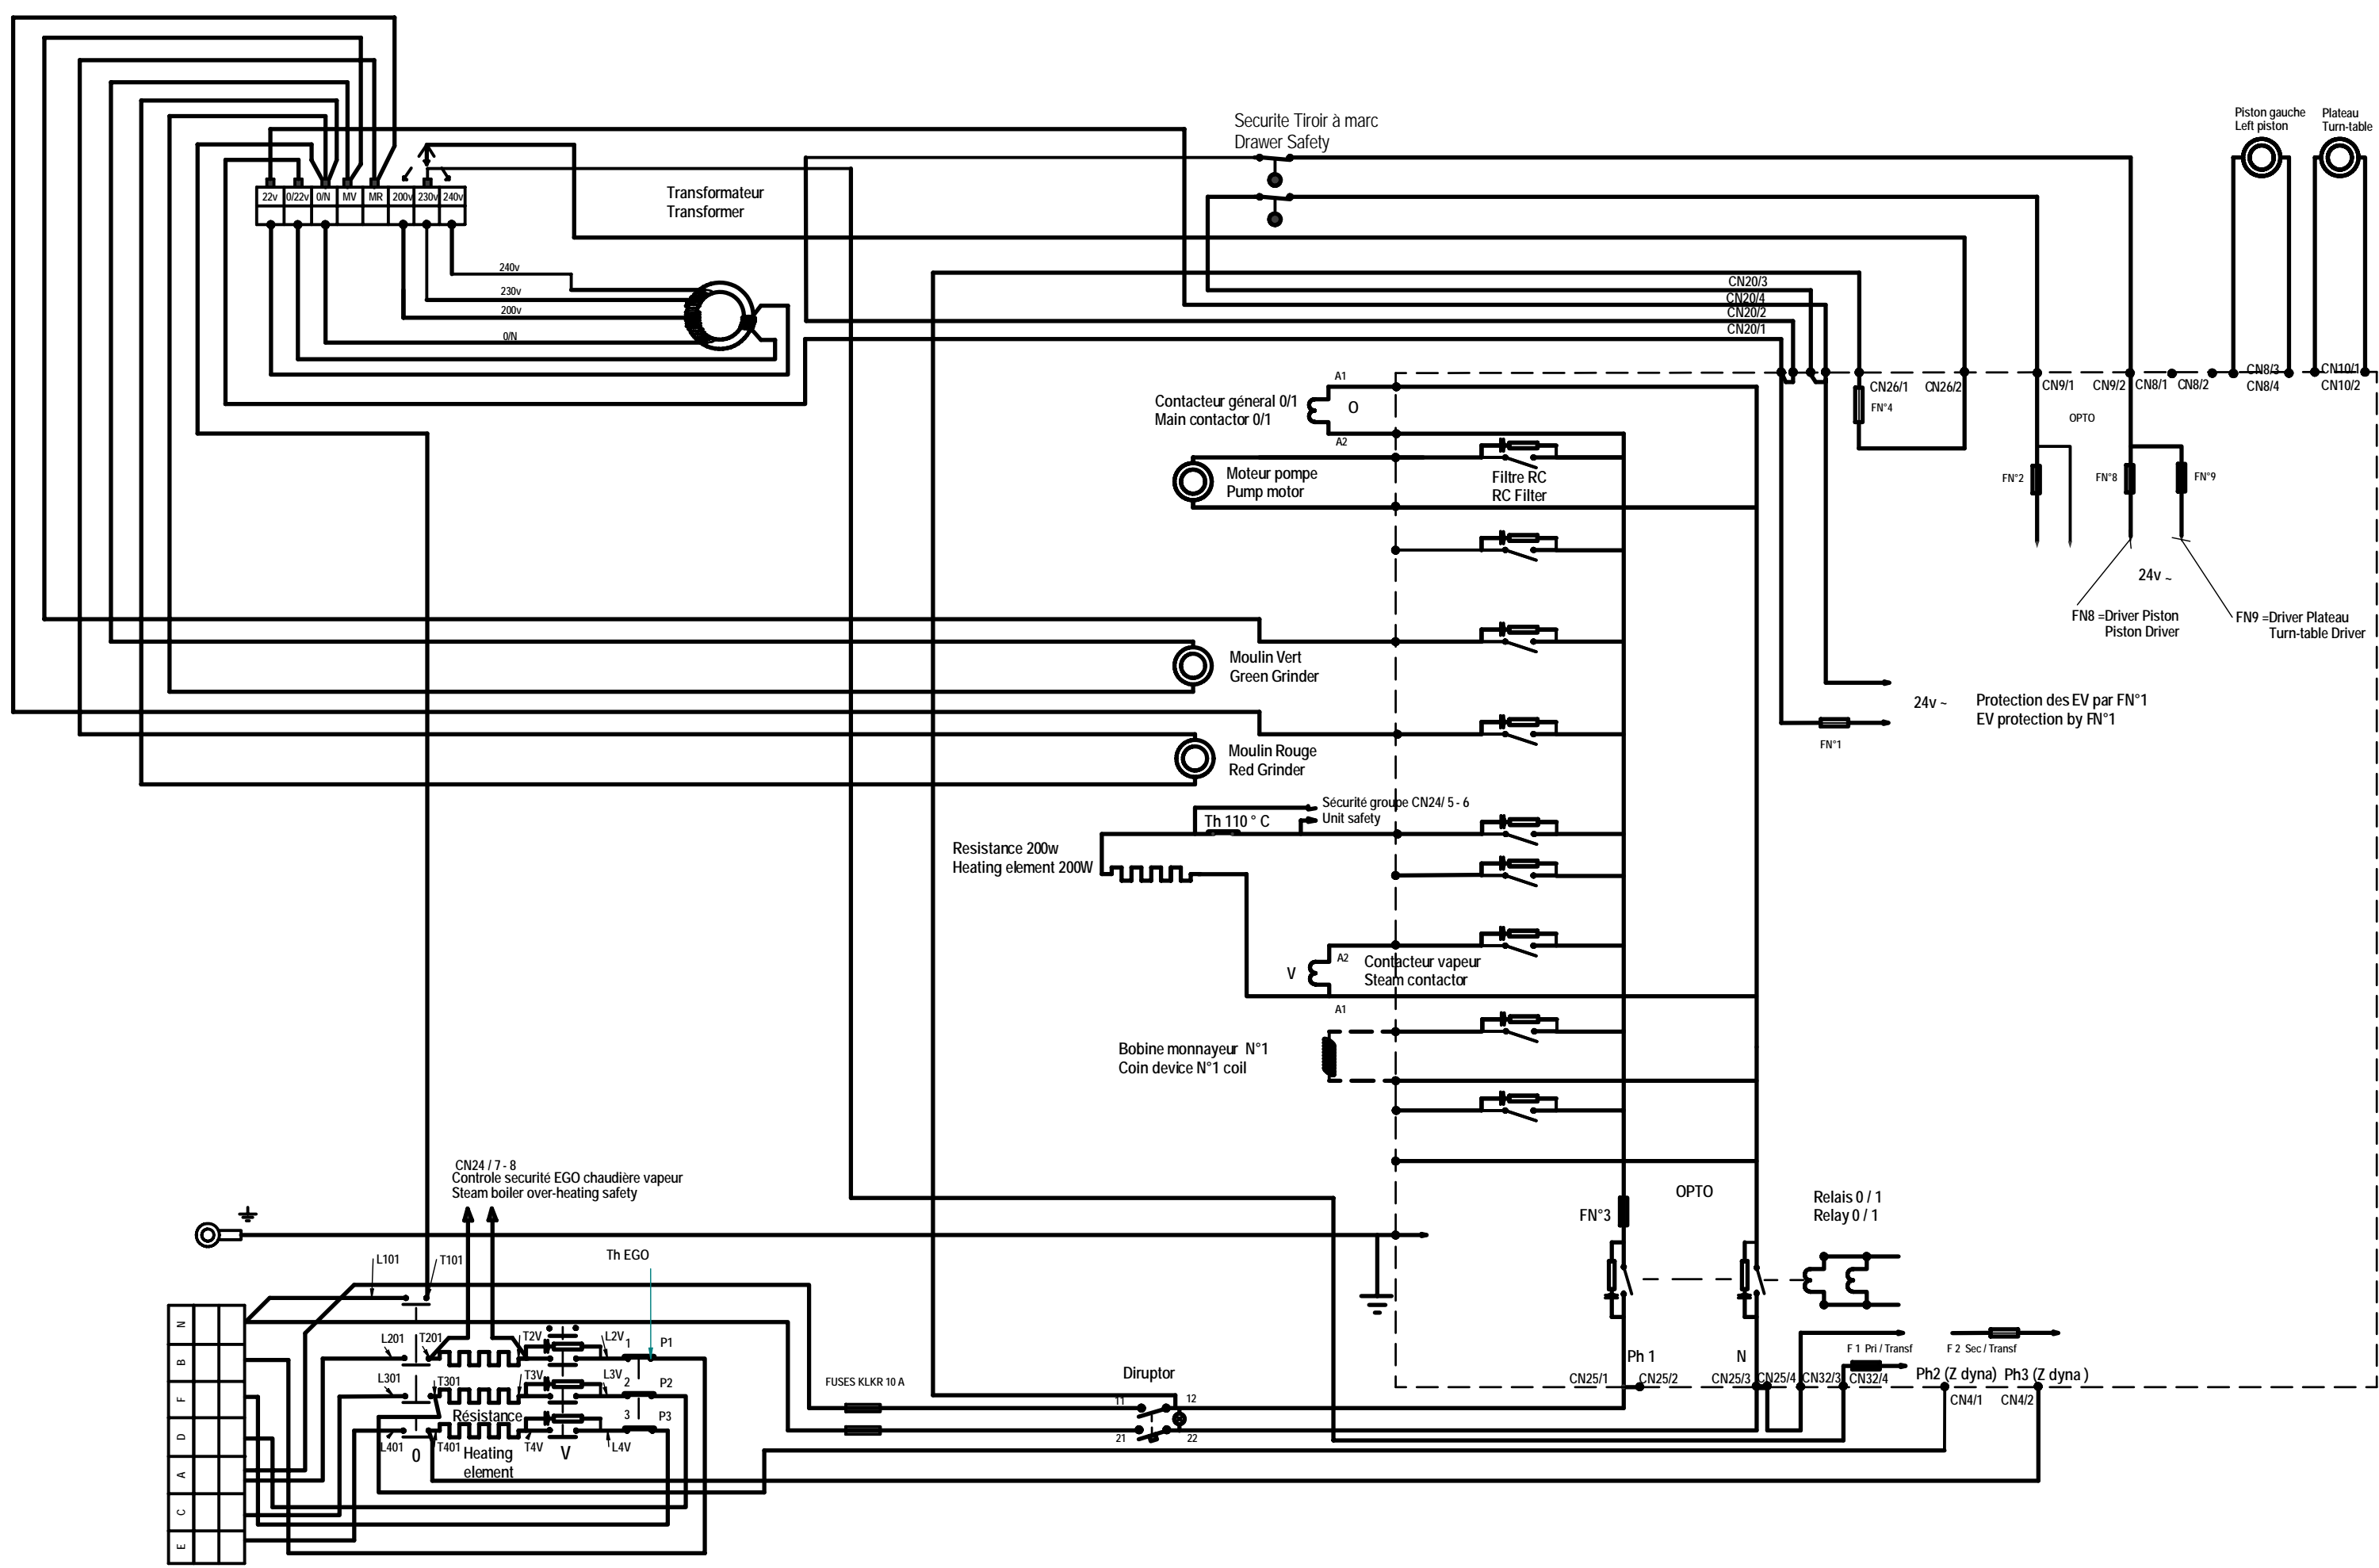 Securite Tiroir à marc
Drawer Safety
Piston gauche
Left piston
Plateau
Turn-table
22v 0/22v 0/N MV MR 200v 230v 240v
Transformateur
Transformer
240v
230v
200v
0/N
CN20/3
CN20/4
CN20/2
CN20/1
A1
Contacteur géneral 0/1
Main contactor 0/1
O
A2
CN26/1 CN26/2
FN°4
CN9/1 CN9/2 CN8/1 CN8/2
CN8/3
CN8/4
CN10/1
CN10/2
OPTO
Moteur pompe
Pump motor
Filtre RC
RC Filter
FN°2
FN°8
FN°9
24v ~
FN8 =Driver Piston
Piston Driver
FN9 =Driver Plateau
Turn-table Driver
Moulin Vert
Green Grinder
24v ~
Protection des EV par FN°1
EV protection by FN°1
FN°1
Moulin Rouge
Red Grinder
Sécurité groupe CN24/ 5 - 6
Unit safety
Th 110 ° C
Resistance 200w
Heating element 200W
V
A2
Contacteur vapeur
Steam contactor
A1
Bobine monnayeur N°1
Coin device N°1 coil
CN24 / 7 - 8
Controle securité EGO chaudière vapeur
Steam boiler over-heating safety
OPTO
FN°3
Relais 0 / 1
Relay 0 / 1
L101
T101
Th EGO
N
B
F
D
A
C
E
L201 T201 T2V L2V 1 P1
L301 T301 T3V L3V 2 P2
Résistance
3 P3
L401 T401 T4V L4V
Heating
element
0
V
FUSES KLKR 10 A
Diruptor
11 12
21 22
Ph 1
N
F 1 Pri / Transf
F 2 Sec / Transf
CN25/1 CN25/2 CN25/3 CN25/4 CN32/3 CN32/4
Ph2 (Z dyna) Ph3 (Z dyna )
CN4/1 CN4/2